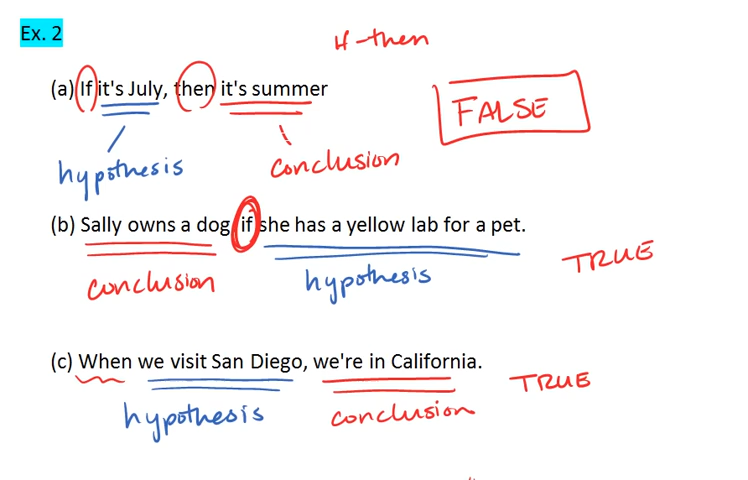 Ex. 2
If-then
(a) If it's July, then it's summer
FALSE
hypothesis conclusion
(b) Sally owns a dog if she has a yellow lab for a pet.
TRUE
conclusion hypothesis
(c) When we visit San Diego, we're in California.
TRUE
hypothesis conclusion